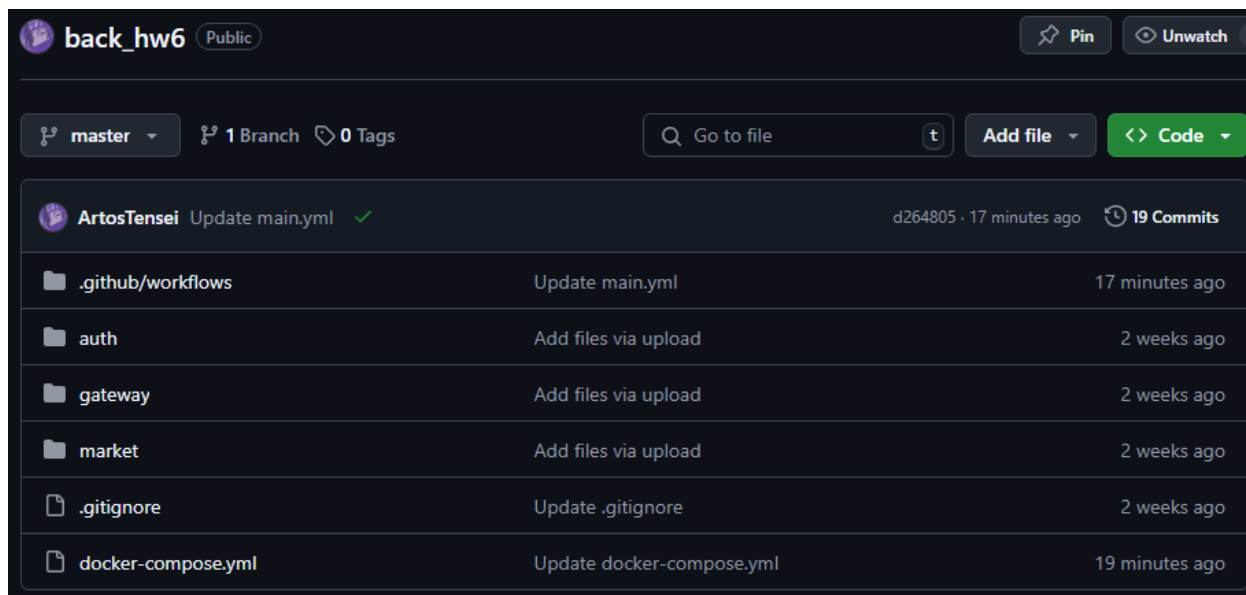 back_hw6 Public Pin Unwatch
master 1 Branch 0 Tags Go to file t Add file Code
ArtosTensei Update main.yml d264805 · 17 minutes ago 19 Commits
.github/workflows Update main.yml 17 minutes ago
auth Add files via upload 2 weeks ago
gateway Add files via upload 2 weeks ago
market Add files via upload 2 weeks ago
.gitignore Update .gitignore 2 weeks ago
docker-compose.yml Update docker-compose.yml 19 minutes ago